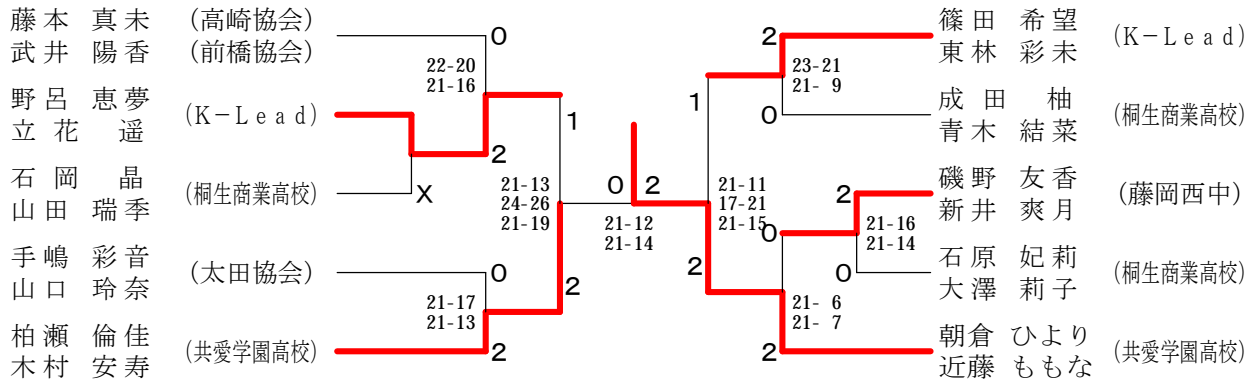 藤本 真未 (高崎協会)
武井 陽香 (前橋協会)
野呂 恵夢
立花 遥
(K-Lead)
石岡 晶
山田 瑞季
(桐生商業高校)
手嶋 彩音
山口 玲奈
(太田協会)
柏瀬 倫佳
木村 安寿
(共愛学園高校)
0
22-20
21-16
2
X
1
21-13
24-26
21-19
2
0
21-17
21-13
2
0 2
21-12
21-14
1
21-11
17-21
21-15
2
2
23-21
21- 9
0
2
21-16
21-14
0
0
21- 6
21- 7
2
篠田 希望
東林 彩未
(K-Lead)
成田 柚
青木 結菜
(桐生商業高校)
磯野 友香
新井 爽月
(藤岡西中)
石原 妃莉
大澤 莉子
(桐生商業高校)
朝倉 ひより
近藤 ももな
(共愛学園高校)